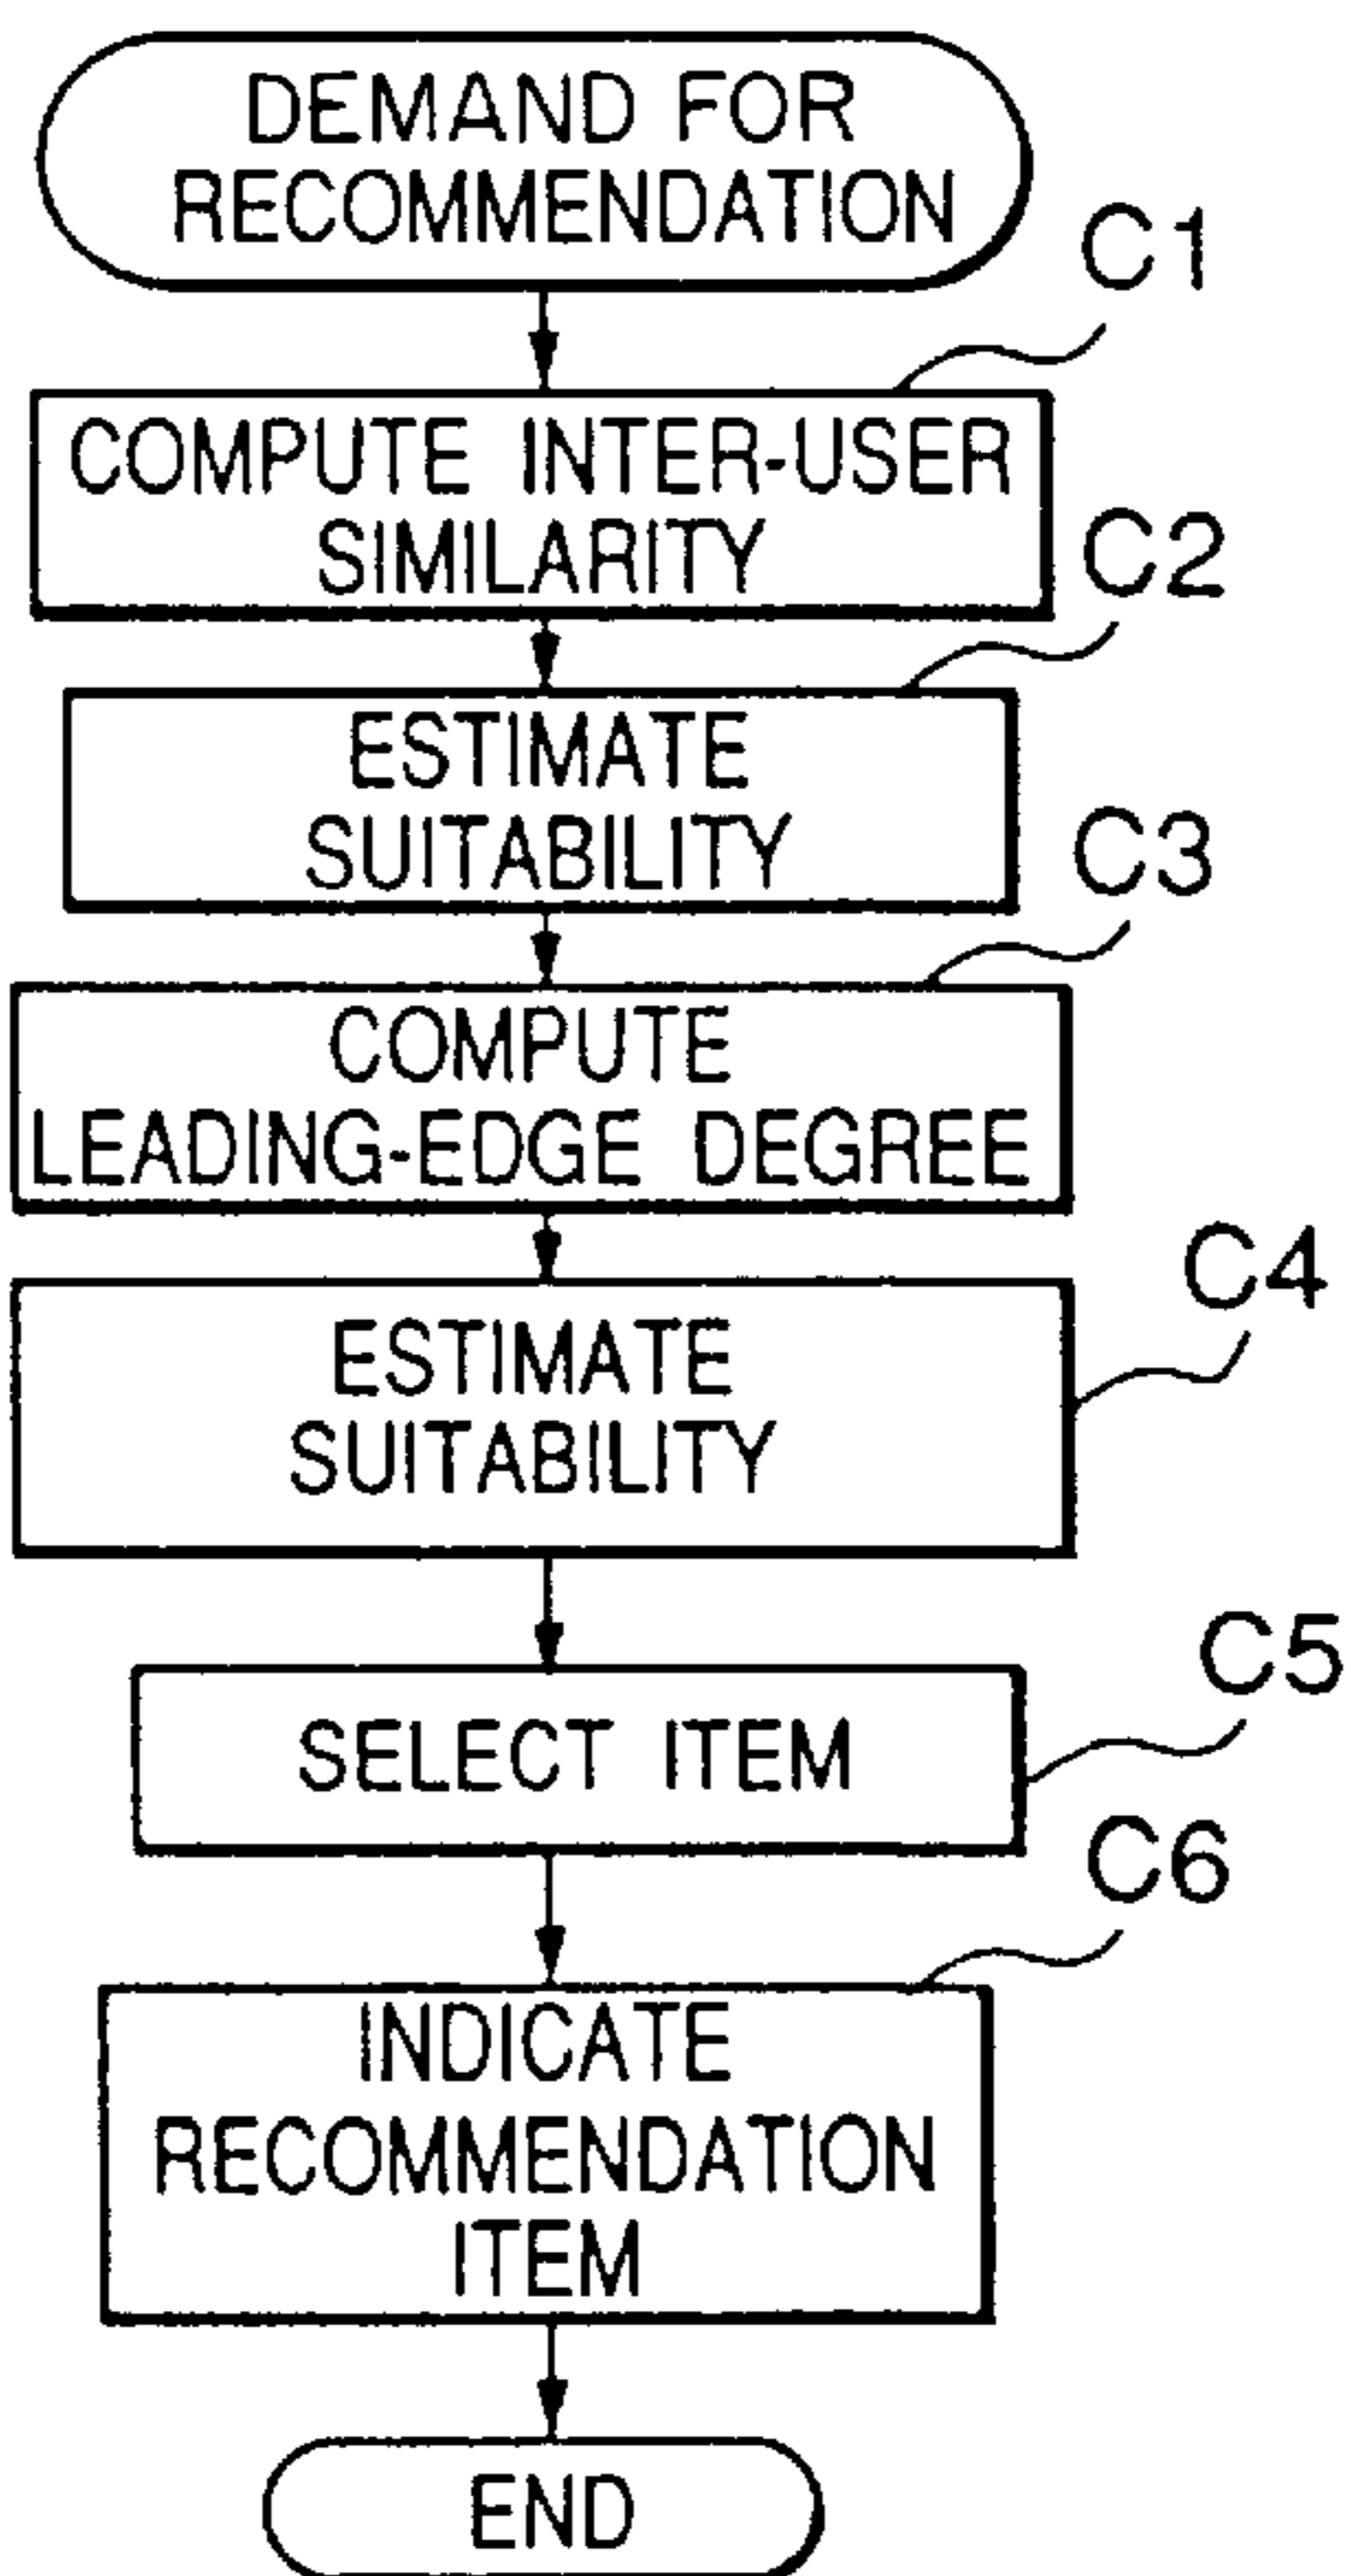 DEMAND FOR
RECOMMENDATION
C1
COMPUTE INTER-USER
SIMILARITY
C2
ESTIMATE
SUITABILITY
C3
COMPUTE
LEADING-EDGE DEGREE
C4
ESTIMATE
SUITABILITY
C5
SELECT ITEM
C6
INDICATE
RECOMMENDATION
ITEM
END